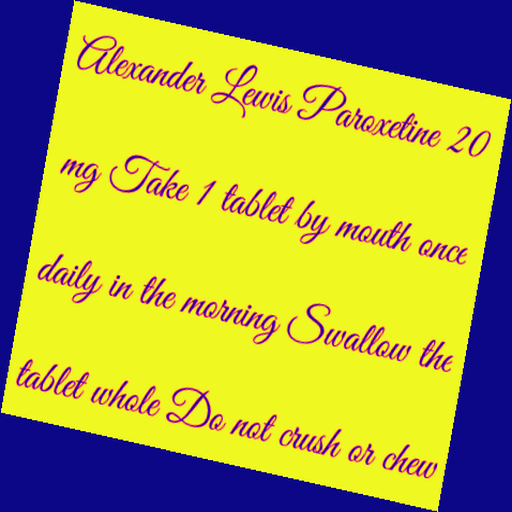 Alexander Lewis Paroxetine 20
mg Take 1 tablet by mouth once
daily in the morning Swallow the
tablet whole Do not crush or chew